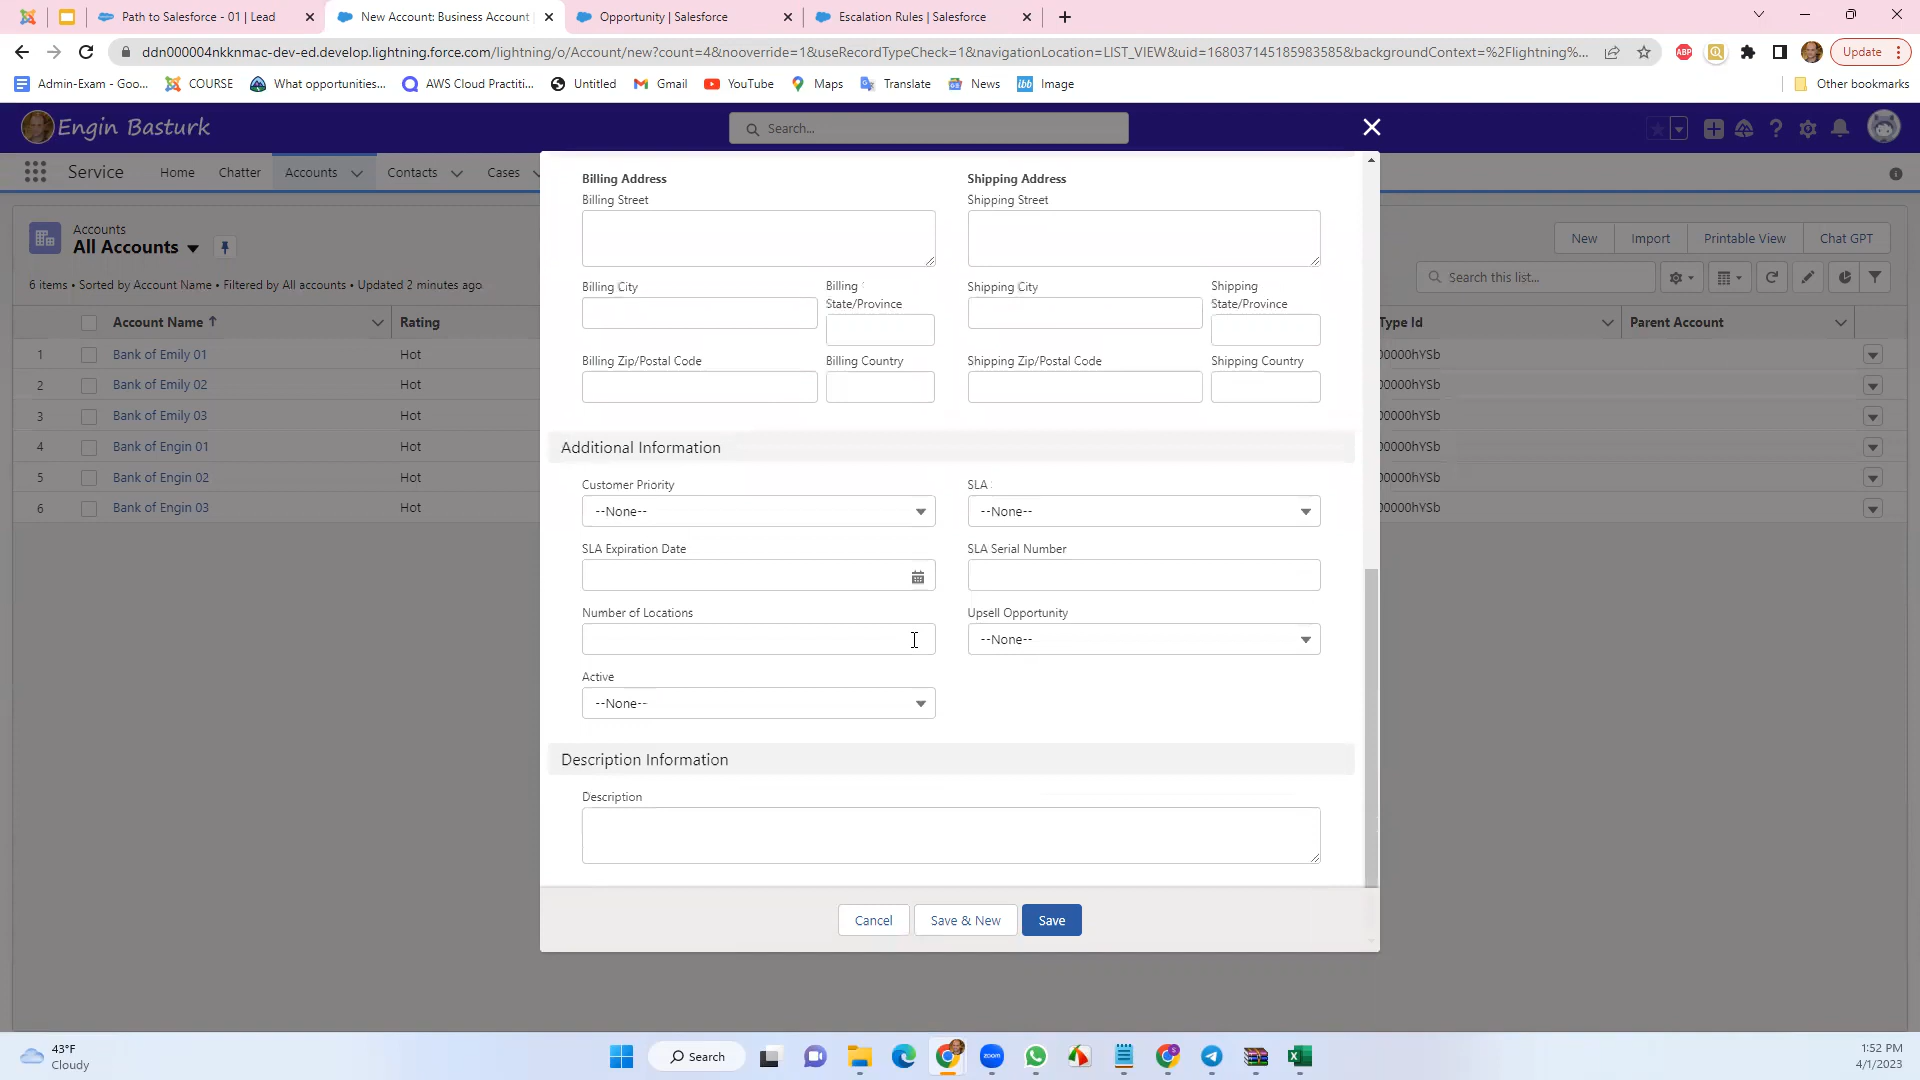 Path to Salesforce - 01 | Lead
New Account: Business Account
Opportunity | Salesforce
Escalation Rules | Salesforce
ddn000004nkknmac-dev-ed.develop.lightning.force.com/lightning/o/Account/new?count=4&nooverride=1&useRecordTypeCheck=1&navigationLocation=LIST_VIEW&uid=168037145185983585&backgroundContext=%2Flightning%...
ABP
Update
Admin-Exam - Goo...
COURSE
What opportunities...
AWS Cloud Practiti...
Untitled
Gmail
YouTube
Maps
Translate
News
ibb
Image
Other bookmarks
Engin Basturk
Search...
Service
Home
Chatter
Accounts
Contacts
Cases
Accounts
All Accounts
New
Import
Printable View
Chat GPT
6 items • Sorted by Account Name • Filtered by All accounts • Updated 2 minutes ago
Search this list...
Account Name
Rating
Type Id
Parent Account
1 Bank of Emily 01 Hot 00000hYSb
2 Bank of Emily 02 Hot 00000hYSb
3 Bank of Emily 03 Hot 00000hYSb
4 Bank of Engin 01 Hot 00000hYSb
5 Bank of Engin 02 Hot 00000hYSb
6 Bank of Engin 03 Hot 00000hYSb
Billing Address
Shipping Address
Billing Street
Shipping Street
Billing City
Billing State/Province
Shipping City
Shipping State/Province
Billing Zip/Postal Code
Billing Country
Shipping Zip/Postal Code
Shipping Country
Additional Information
Customer Priority
SLA
--None--
--None--
SLA Expiration Date
SLA Serial Number
Number of Locations
Upsell Opportunity
--None--
Active
--None--
Description Information
Description
Cancel
Save & New
Save
43°F
Cloudy
Search
zoom
1:52 PM
4/1/2023